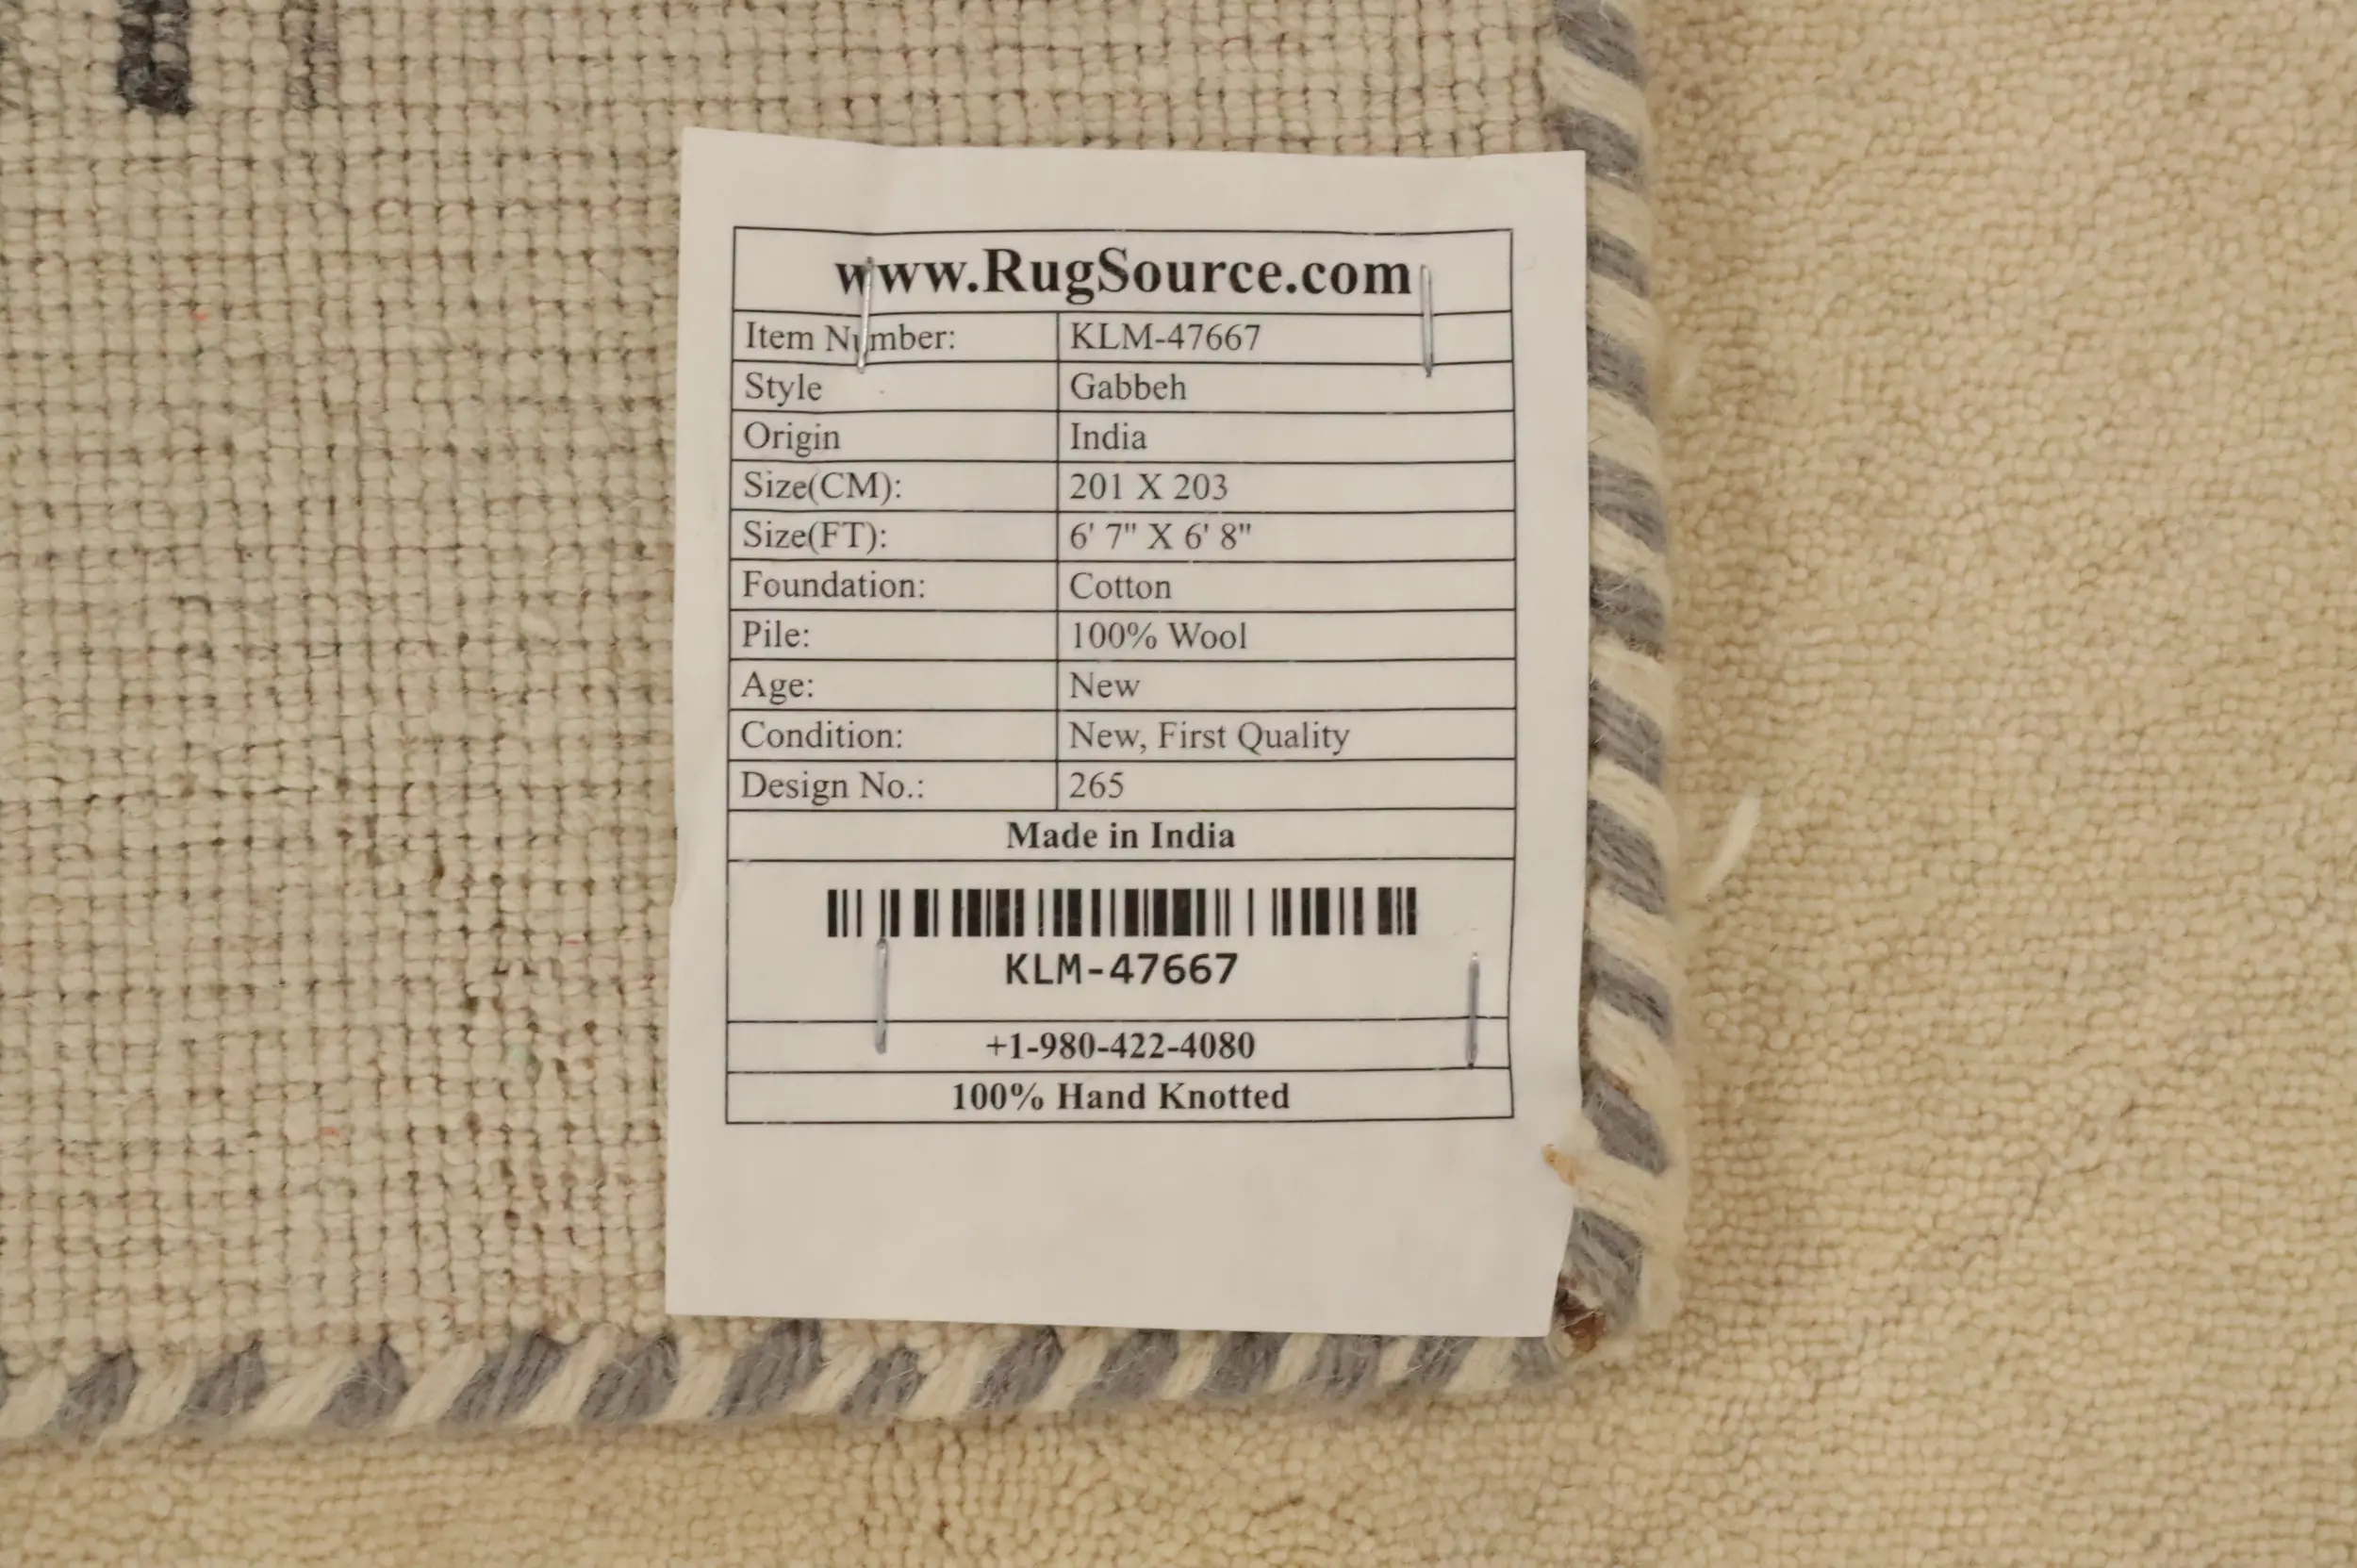 www.RugSource.com
Item Number: KLM-47667
Style Gabbeh
Origin India
Size(CM): 201 X 203
Size(FT): 6' 7" X 6' 8"
Foundation: Cotton
Pile: 100% Wool
Age: New
Condition: New, First Quality
Design No.: 265
Made in India
KLM-47667
+1-980-422-4080
100% Hand Knotted